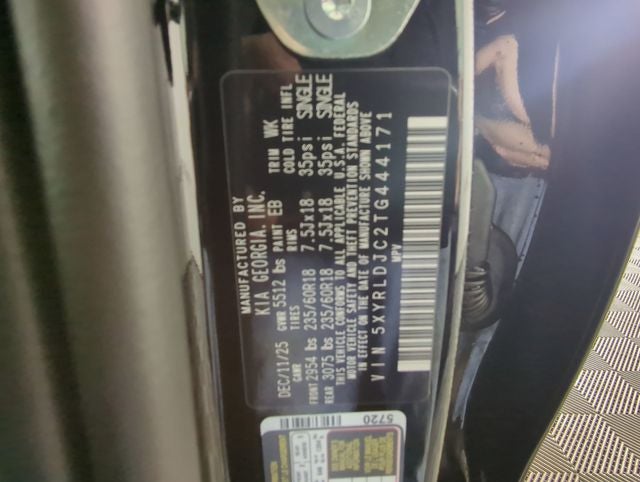 MANUFACTURED BY
KIA GEORGIA, INC.
DEC/11/25 GVWR 5512 lbs PAINT EB TRIM WK
GAWR TIRES RIMS COLD TIRE INFL
FRONT 2954 lbs 235/60R18 7.5Jx18 35psi SINGLE
REAR 3075 lbs 235/60R18 7.5Jx18 35psi SINGLE
THIS VEHICLE CONFORMS TO ALL APPLICABLE U.S.A. FEDERAL
MOTOR VEHICLE SAFETY AND THEFT PREVENTION STANDARDS
IN EFFECT ON THE DATE OF MANUFACTURE SHOWN ABOVE
VIN 5XYRLDJC2TG444171
MPV
5720